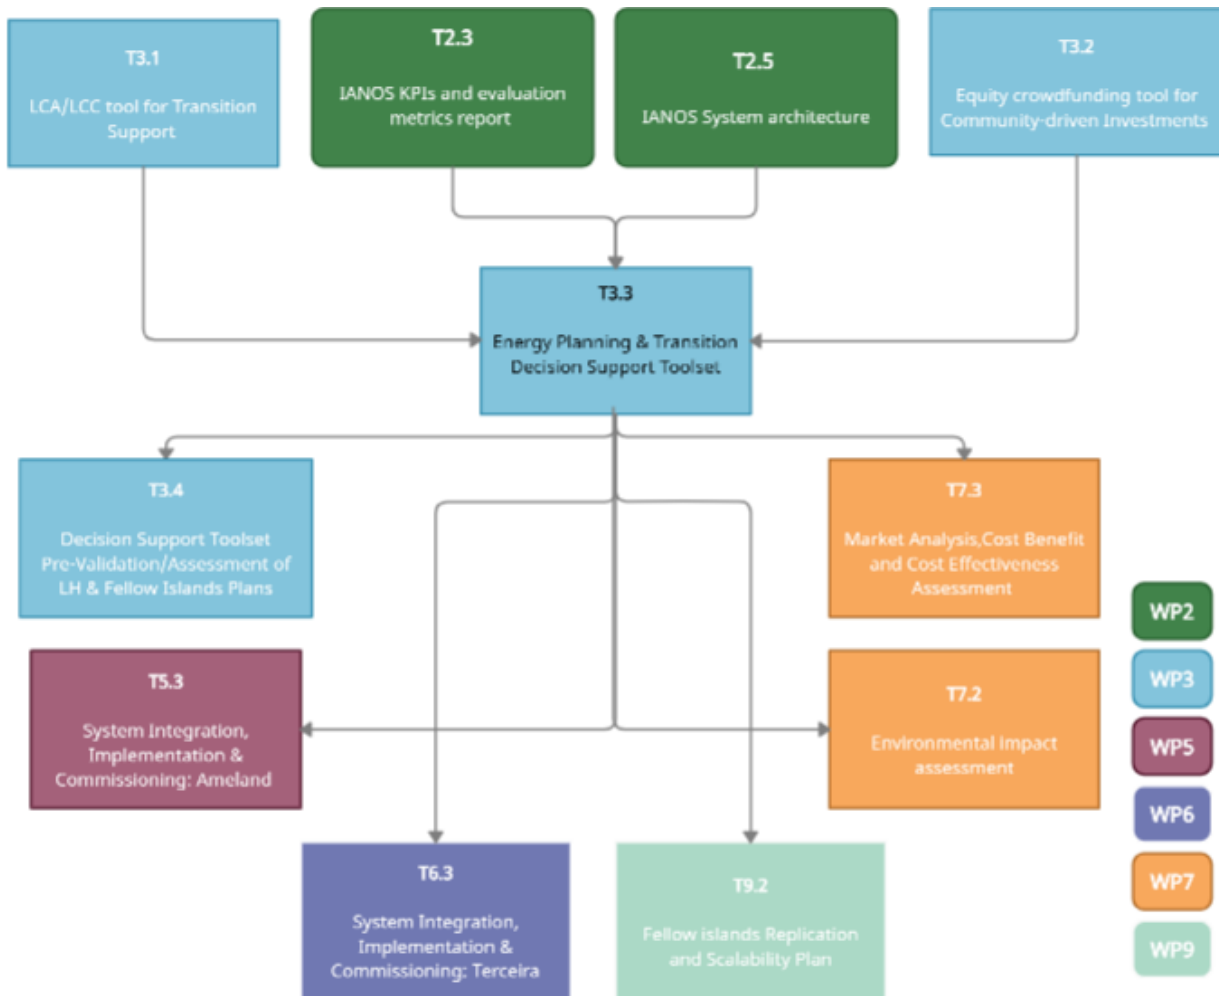 T3.1
LCA/LCC tool for Transition
Support
T2.3
IANOS KPIs and evaluation
metrics report
T2.5
IANOS System architecture
T3.2
Equity crowdfunding tool for
Community-driven Investments
T3.3
Energy Planning & Transition
Decision Support Toolset
T3.4
Decision Support Toolset
Pre-Validation/Assessment of
LH & Fellow Islands Plans
T7.3
Market Analysis,Cost Benefit
and Cost Effectiveness
Assessment
T5.3
System Integration,
Implementation &
Commissioning: Ameland
T7.2
Environmental impact
assessment
T6.3
System Integration,
Implementation &
Commissioning: Terceira
T9.2
Fellow islands Replication
and Scalability Plan
WP2
WP3
WP5
WP6
WP7
WP9